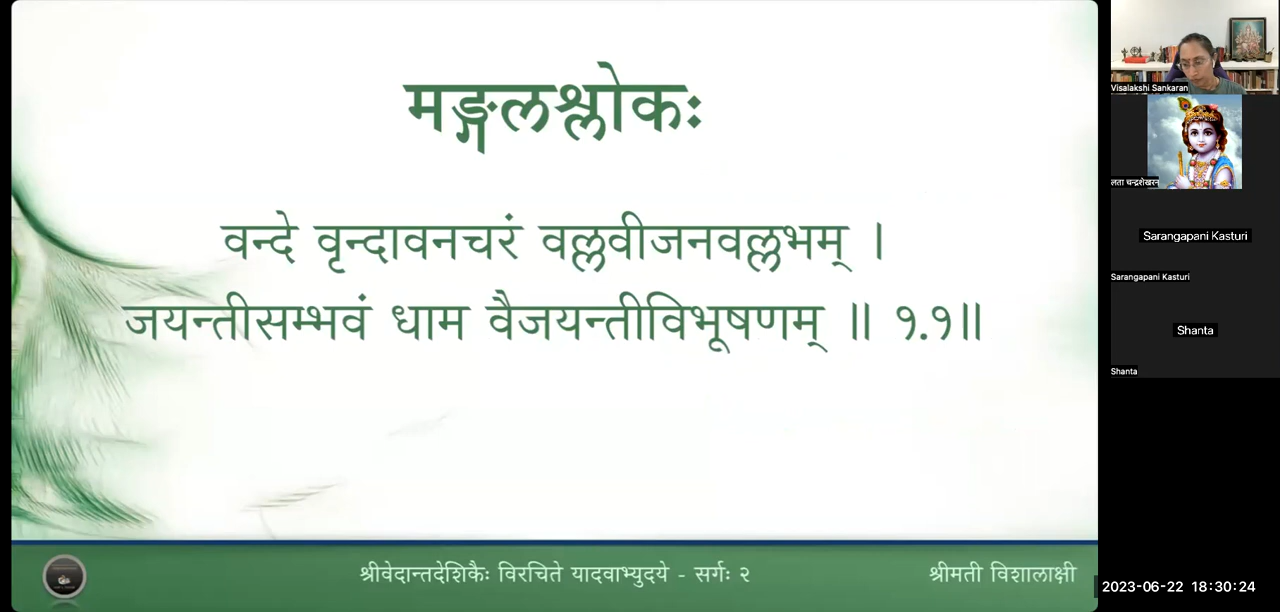 मङ्गलश्लोकः
वन्दे वृन्दावनचरं वल्लवीजनवल्लभम् ।
जयन्तीसम्भवं धाम वैजयन्तीविभूषणम् ॥ १.१॥
श्रीवेदान्तदेशिकैः विरचिते यादवाभ्युदये - सर्गः २
श्रीमती विशालाक्षी
Visalakshi Sankaran
लता चन्द्रशेखरन
Sarangapani Kasturi
Sarangapani Kasturi
Shanta
Shanta
2023-06-22 18:30:24